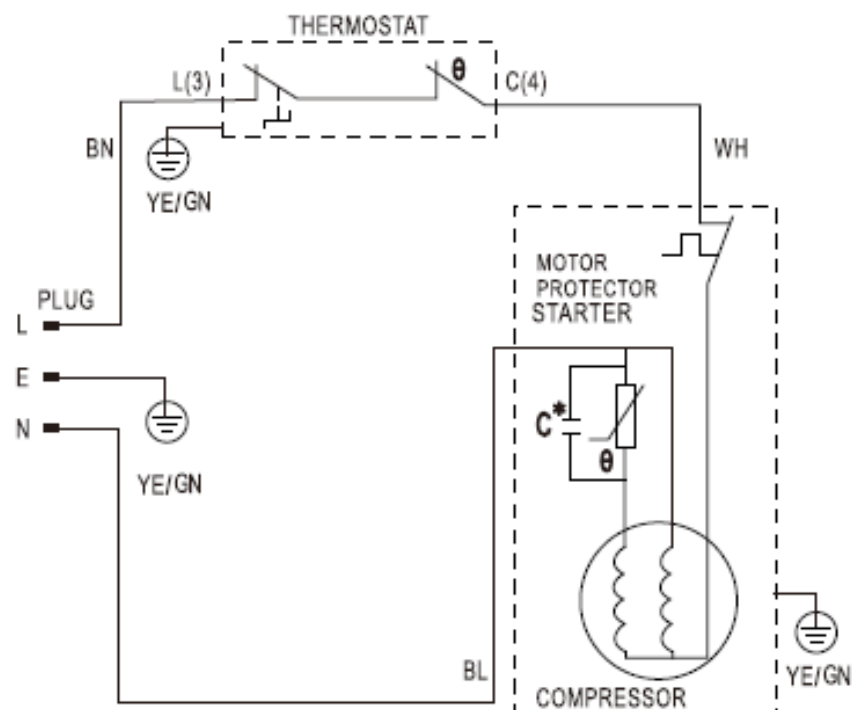 THERMOSTAT
L(3)
θ
C(4)
BN
WH
YE/GN
MOTOR
PROTECTOR
STARTER
PLUG
L
E
N
C*
θ
YE/GN
BL
YE/GN
COMPRESSOR